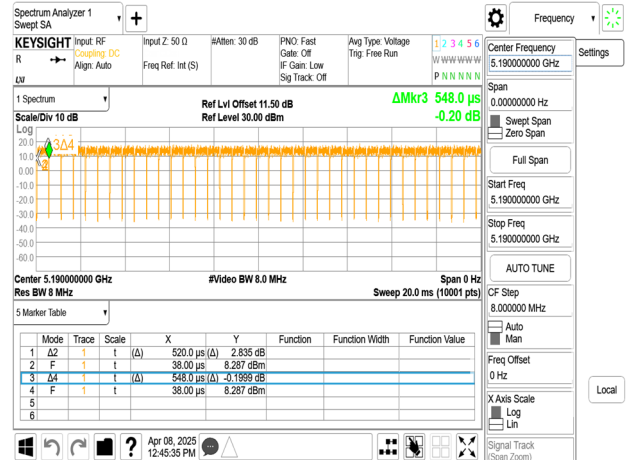 Spectrum Analyzer 1
Swept SA
Frequency
Settings
KEYSIGHT
R
Input: RF
Coupling: DC
Align: Auto
Input Z: 50 Ω
Freq Ref: Int (S)
#Atten: 30 dB
PNO: Fast
Gate: Off
IF Gain: Low
Sig Track: Off
Avg Type: Voltage
Trig: Free Run
1 2 3 4 5 6
W W W W W W
P N N N N N
1 Spectrum
Scale/Div 10 dB
Log
Ref Lvl Offset 11.50 dB
Ref Level 30.00 dBm
ΔMkr3 548.0 µs
-0.20 dB
3Δ4
20.0
10.0
0.00
-10.0
-20.0
-30.0
-40.0
-50.0
-60.0
Center 5.190000000 GHz
Res BW 8 MHz
#Video BW 8.0 MHz
Span 0 Hz
Sweep 20.0 ms (10001 pts)
5 Marker Table
Mode Trace Scale X Y Function Function Width Function Value
1 Δ2 1 t (Δ) 520.0 µs (Δ) 2.835 dB
2 F 1 t 38.00 µs 8.287 dBm
3 Δ4 1 t (Δ) 548.0 µs (Δ) -0.1999 dB
4 F 1 t 38.00 µs 8.287 dBm
5
6
Apr 08, 2025
12:45:35 PM
?
Center Frequency
5.190000000 GHz
Span
0.00000000 Hz
Swept Span
Zero Span
Full Span
Start Freq
5.190000000 GHz
Stop Freq
5.190000000 GHz
AUTO TUNE
CF Step
8.000000 MHz
Auto
Man
Freq Offset
0 Hz
X Axis Scale
Log
Lin
Signal Track
(Span Zoom)
Local